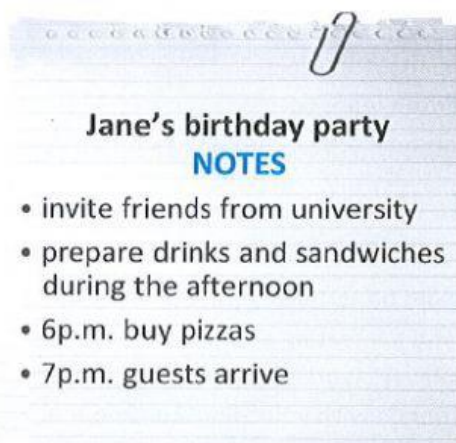 Jane's birthday party
NOTES
• invite friends from university
• prepare drinks and sandwiches
during the afternoon
• 6p.m. buy pizzas
• 7p.m. guests arrive